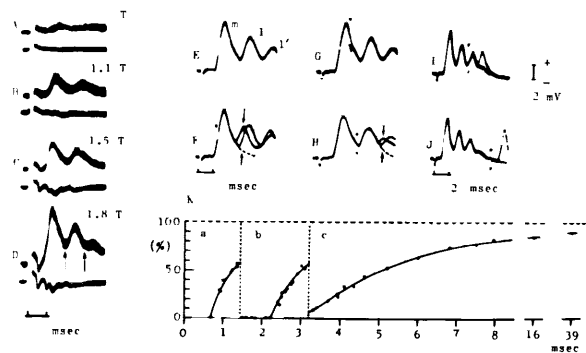 A T
B 1.1 T
C 1.5 T
D 1.8 T
msec
E m l l'
G
I
+
-
2 mV
F
H
J
msec
2 msec
K
100
(%)
50
0
a b c
0 1 2 3 4 5 6 7 8 16 39
msec